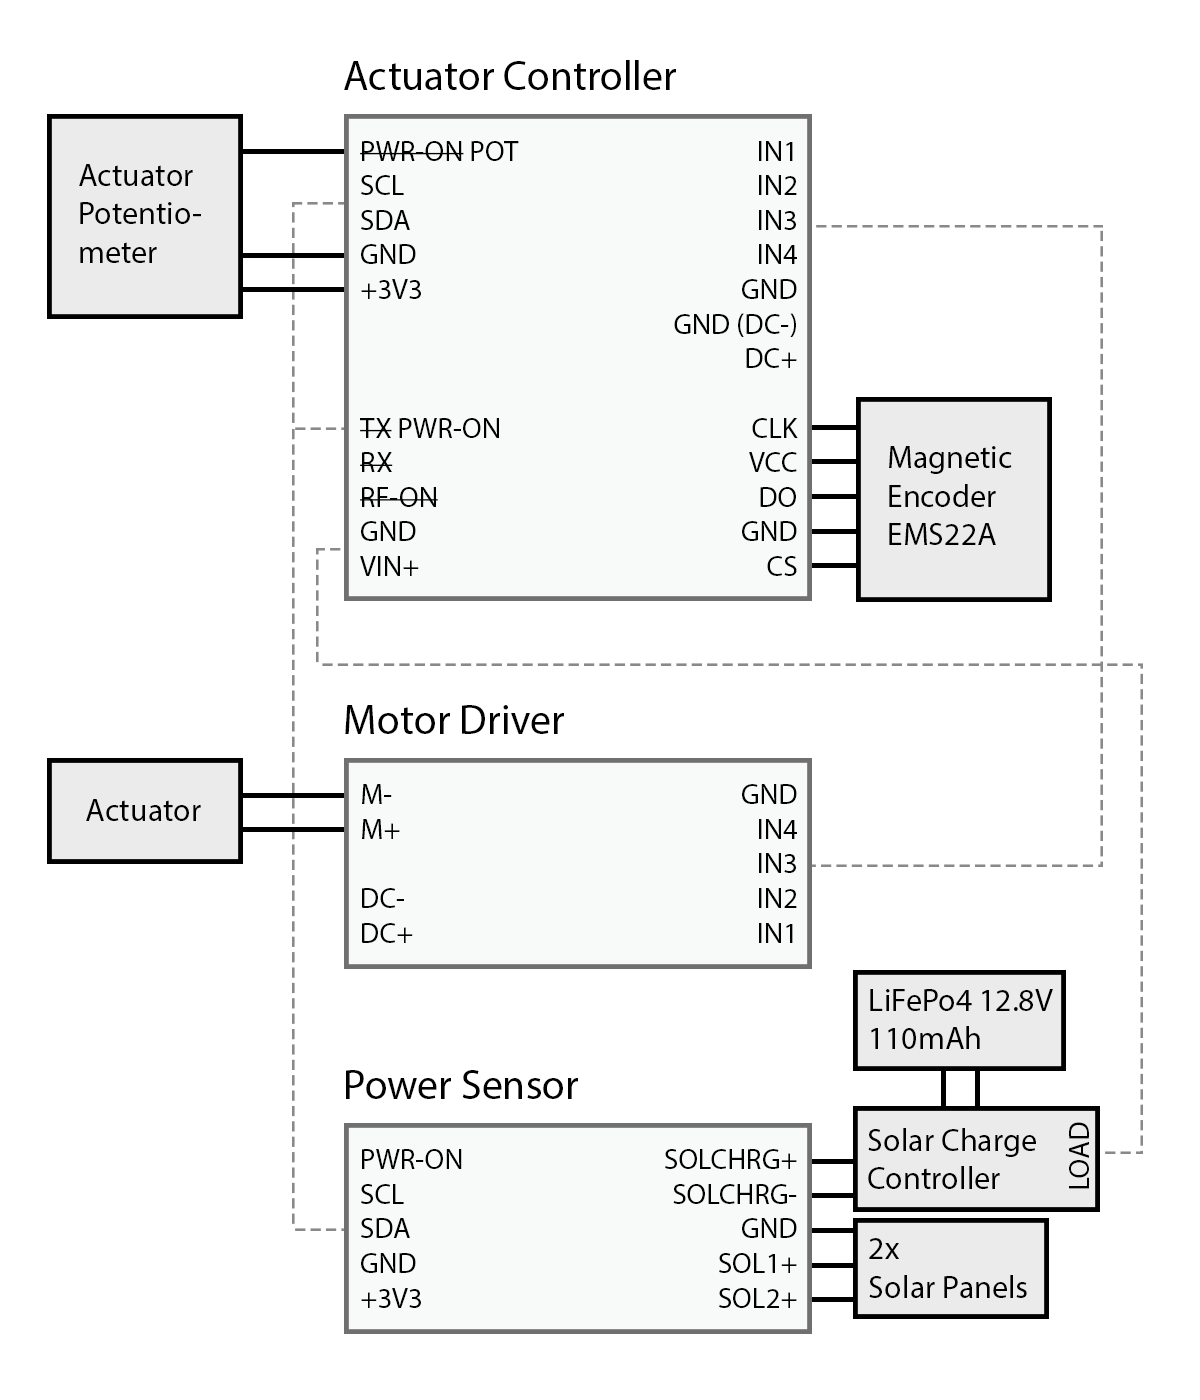 Actuator Controller
Actuator
Potentio-
meter
PWR-ON POT
SCL
SDA
GND
+3V3
TX PWR-ON
RX
RF-ON
GND
VIN+
IN1
IN2
IN3
IN4
GND
GND (DC-)
DC+
CLK
VCC
DO
GND
CS
Magnetic
Encoder
EMS22A
Motor Driver
Actuator
M-
M+
DC-
DC+
GND
IN4
IN3
IN2
IN1
Power Sensor
PWR-ON
SCL
SDA
GND
+3V3
SOLCHRG+
SOLCHRG-
GND
SOL1+
SOL2+
LiFePo4 12.8V
110mAh
Solar Charge
Controller
LOAD
2x
Solar Panels